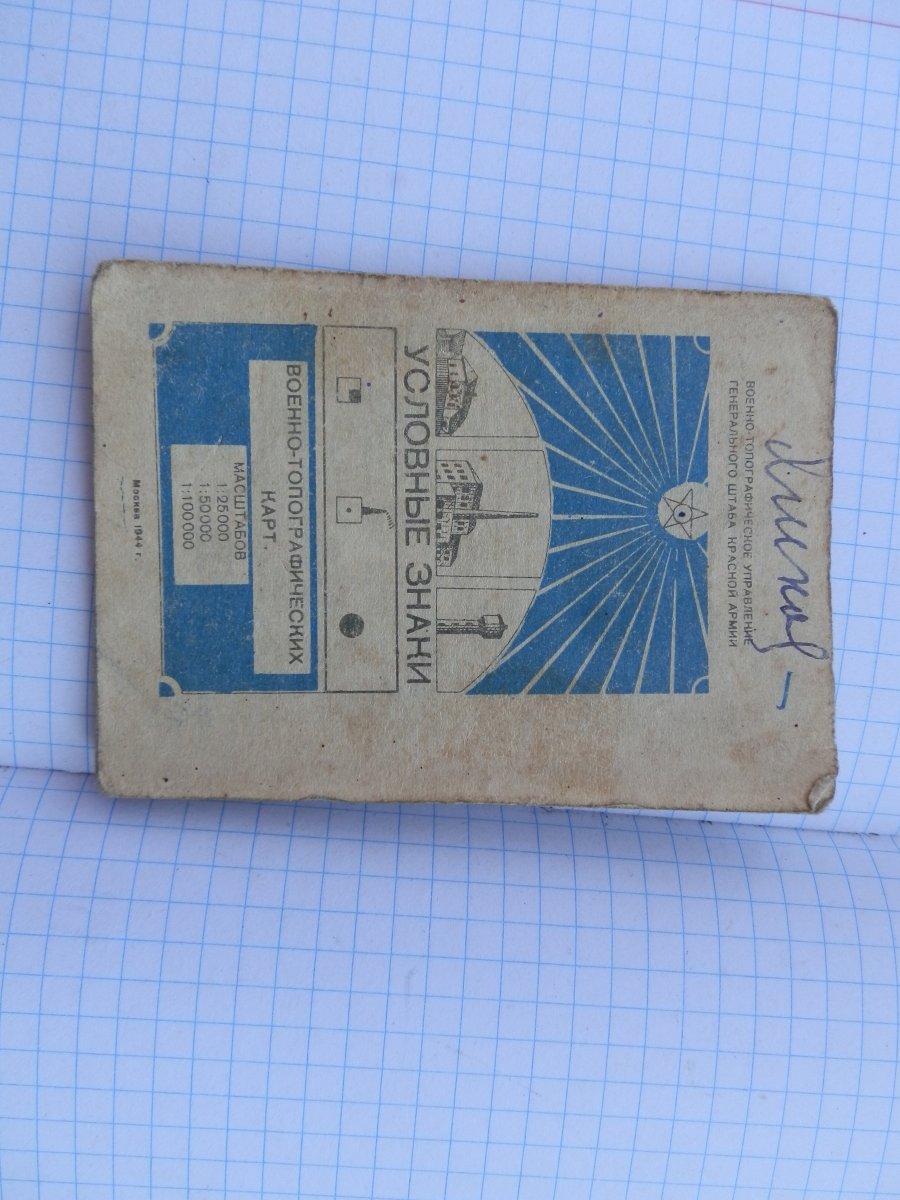 ВОЕННО-ТОПОГРАФИЧЕСКОЕ УПРАВЛЕНИЕ
ГЕНЕРАЛЬНОГО ШТАБА КРАСНОЙ АРМИИ
УСЛОВНЫЕ ЗНАКИ
ВОЕННО-ТОПОГРАФИЧЕСКИХ
КАРТ.
МАСШТАБОВ
1:25000
1:50000
1:100000
Москва 1944 г.